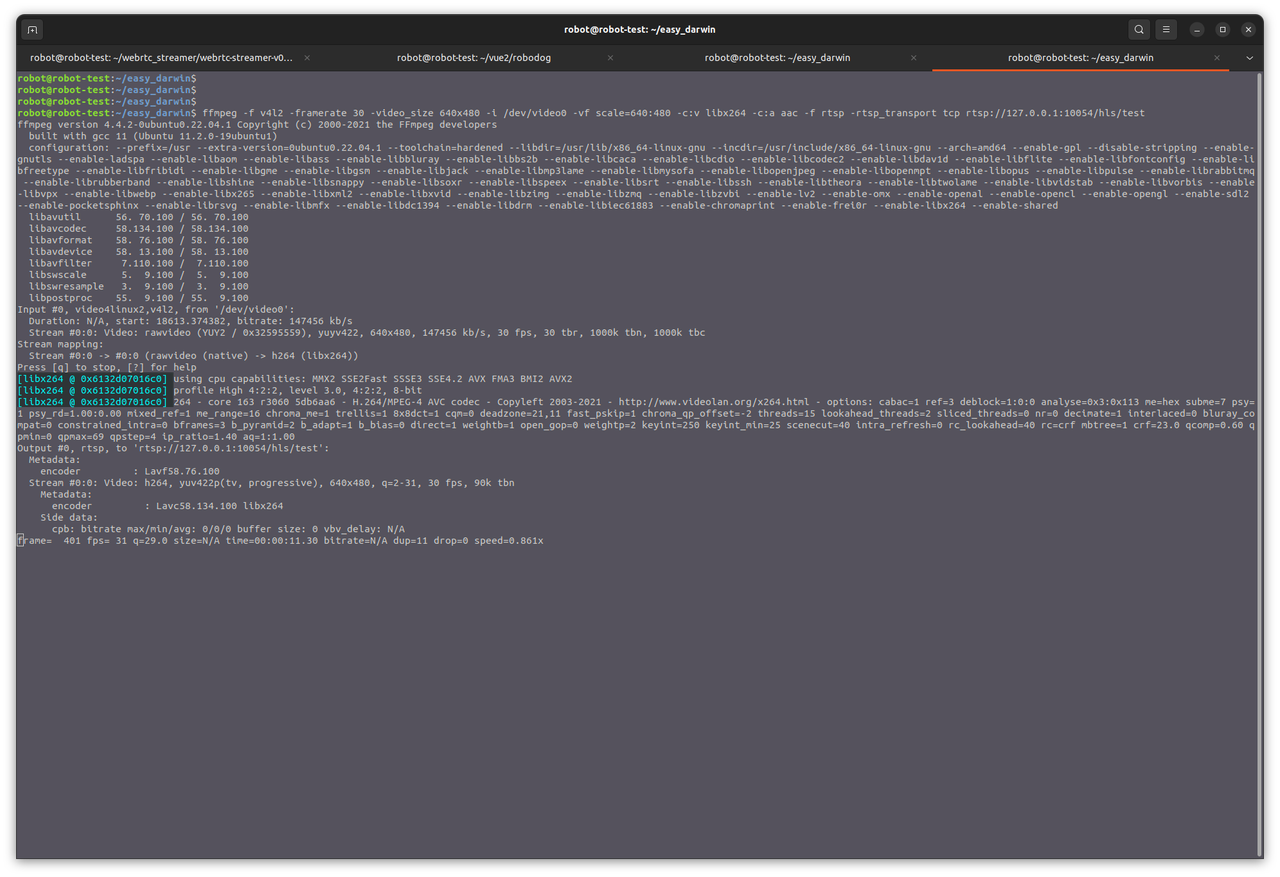 robot@robot-test: ~/easy_darwin
robot@robot-test: ~/webrtc_streamer/webrtc-streamer-v0... robot@robot-test: ~/vue2/robodog robot@robot-test: ~/easy_darwin robot@robot-test: ~/easy_darwin
robot@robot-test:~/easy_darwin$
robot@robot-test:~/easy_darwin$
robot@robot-test:~/easy_darwin$
robot@robot-test:~/easy_darwin$ ffmpeg -f v4l2 -framerate 30 -video_size 640x480 -i /dev/video0 -vf scale=640:480 -c:v libx264 -c:a aac -f rtsp -rtsp_transport tcp rtsp://127.0.0.1:10054/hls/test
ffmpeg version 4.4.2-0ubuntu0.22.04.1 Copyright (c) 2000-2021 the FFmpeg developers
  built with gcc 11 (Ubuntu 11.2.0-19ubuntu1)
  configuration: --prefix=/usr --extra-version=0ubuntu0.22.04.1 --toolchain=hardened --libdir=/usr/lib/x86_64-linux-gnu --incdir=/usr/include/x86_64-linux-gnu --arch=amd64 --enable-gpl --disable-stripping --enable-
gnutls --enable-ladspa --enable-libaom --enable-libass --enable-libbluray --enable-libbs2b --enable-libcaca --enable-libcdio --enable-libcodec2 --enable-libdav1d --enable-libflite --enable-libfontconfig --enable-li
bfreetype --enable-libfribidi --enable-libgme --enable-libgsm --enable-libjack --enable-libmp3lame --enable-libmysofa --enable-libopenjpeg --enable-libopenmpt --enable-libopus --enable-libpulse --enable-librabbitmq
 --enable-librubberband --enable-libshine --enable-libsnappy --enable-libsoxr --enable-libspeex --enable-libsrt --enable-libssh --enable-libtheora --enable-libtwolame --enable-libvidstab --enable-libvorbis --enable
-libvpx --enable-libwebp --enable-libx265 --enable-libxml2 --enable-libxvid --enable-libzimg --enable-libzmq --enable-libzvbi --enable-lv2 --enable-omx --enable-openal --enable-opencl --enable-opengl --enable-sdl2
--enable-pocketsphinx --enable-librsvg --enable-libmfx --enable-libdc1394 --enable-libdrm --enable-libiec61883 --enable-chromaprint --enable-frei0r --enable-libx264 --enable-shared
  libavutil      56. 70.100 / 56. 70.100
  libavcodec     58.134.100 / 58.134.100
  libavformat    58. 76.100 / 58. 76.100
  libavdevice    58. 13.100 / 58. 13.100
  libavfilter     7.110.100 /  7.110.100
  libswscale      5.  9.100 /  5.  9.100
  libswresample   3.  9.100 /  3.  9.100
  libpostproc    55.  9.100 / 55.  9.100
Input #0, video4linux2,v4l2, from '/dev/video0':
  Duration: N/A, start: 18613.374382, bitrate: 147456 kb/s
  Stream #0:0: Video: rawvideo (YUY2 / 0x32595559), yuyv422, 640x480, 147456 kb/s, 30 fps, 30 tbr, 1000k tbn, 1000k tbc
Stream mapping:
  Stream #0:0 -> #0:0 (rawvideo (native) -> h264 (libx264))
Press [q] to stop, [?] for help
[libx264 @ 0x6132d07016c0] using cpu capabilities: MMX2 SSE2Fast SSSE3 SSE4.2 AVX FMA3 BMI2 AVX2
[libx264 @ 0x6132d07016c0] profile High 4:2:2, level 3.0, 4:2:2, 8-bit
[libx264 @ 0x6132d07016c0] 264 - core 163 r3060 5db6aa6 - H.264/MPEG-4 AVC codec - Copyleft 2003-2021 - http://www.videolan.org/x264.html - options: cabac=1 ref=3 deblock=1:0:0 analyse=0x3:0x113 me=hex subme=7 psy=
1 psy_rd=1.00:0.00 mixed_ref=1 me_range=16 chroma_me=1 trellis=1 8x8dct=1 cqm=0 deadzone=21,11 fast_pskip=1 chroma_qp_offset=-2 threads=15 lookahead_threads=2 sliced_threads=0 nr=0 decimate=1 interlaced=0 bluray_co
mpat=0 constrained_intra=0 bframes=3 b_pyramid=2 b_adapt=1 b_bias=0 direct=1 weightb=1 open_gop=0 weightp=2 keyint=250 keyint_min=25 scenecut=40 intra_refresh=0 rc_lookahead=40 rc=crf mbtree=1 crf=23.0 qcomp=0.60 q
pmin=0 qpmax=69 qpstep=4 ip_ratio=1.40 aq=1:1.00
Output #0, rtsp, to 'rtsp://127.0.0.1:10054/hls/test':
  Metadata:
    encoder         : Lavf58.76.100
  Stream #0:0: Video: h264, yuv422p(tv, progressive), 640x480, q=2-31, 30 fps, 90k tbn
    Metadata:
      encoder         : Lavc58.134.100 libx264
    Side data:
      cpb: bitrate max/min/avg: 0/0/0 buffer size: 0 vbv_delay: N/A
frame=  401 fps= 31 q=29.0 size=N/A time=00:00:11.30 bitrate=N/A dup=11 drop=0 speed=0.861x